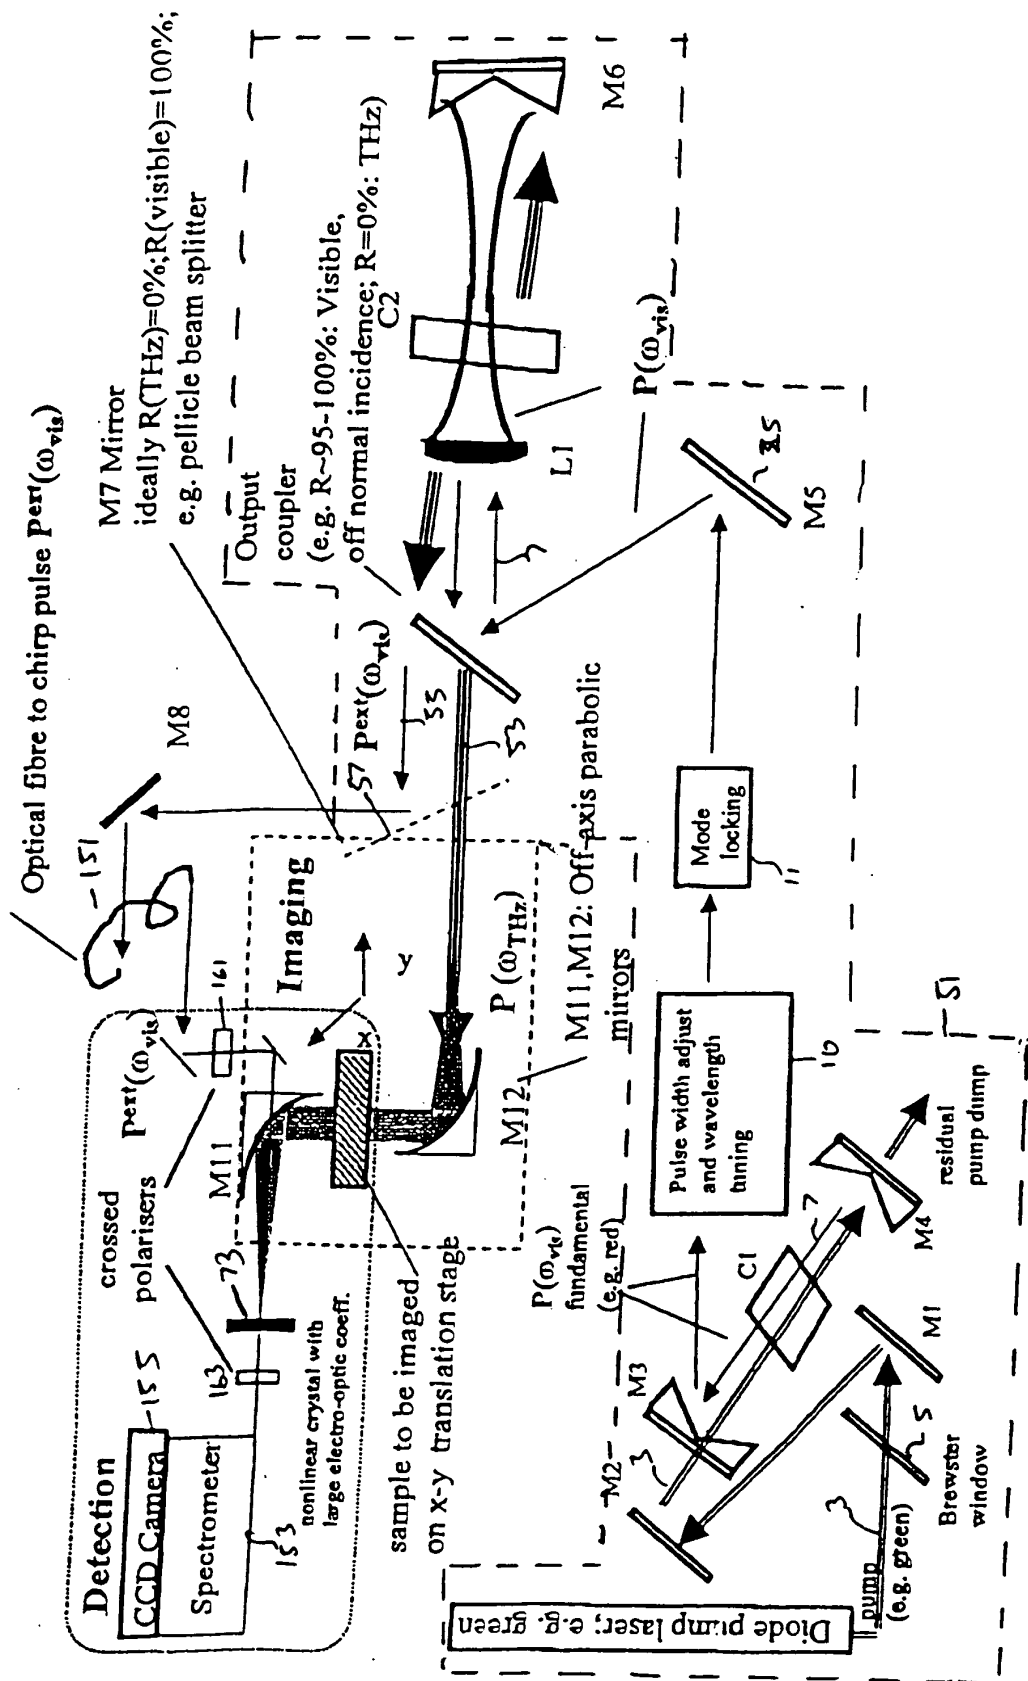 Optical fibre to chirp pulse Pext(ωvis)
M7 Mirror
ideally R(THz)=0%;R(visible)=100%;
e.g. pellicle beam splitter
Output
coupler
(e.g. R~95-100%: Visible,
off normal incidence; R=0%: THz)
C2
M6
L1
P(ωvis)
M5
M8
151
57
Pext(ωvis)
55
53
7
Imaging
x
y
P (ωTHz)
M11,M12: Off-axis parabolic
mirrors
M12
M11
Pext(ωvis)
161
crossed
polarisers
73
163
Detection
CCD Camera
155
Spectrometer
153
nonlinear crystal with
large electro-optic coeff.
sample to be imaged
on x-y translation stage
Mode
locking
11
Pulse width adjust
and wavelength
tuning
10
51
P(ωvis)
fundamental
(e.g. red)
C1
7
M4
residual
pump dump
M3
M2
3
M1
5
Brewster
window
3
pump
(e.g. green)
Diode pump laser; e.g. green